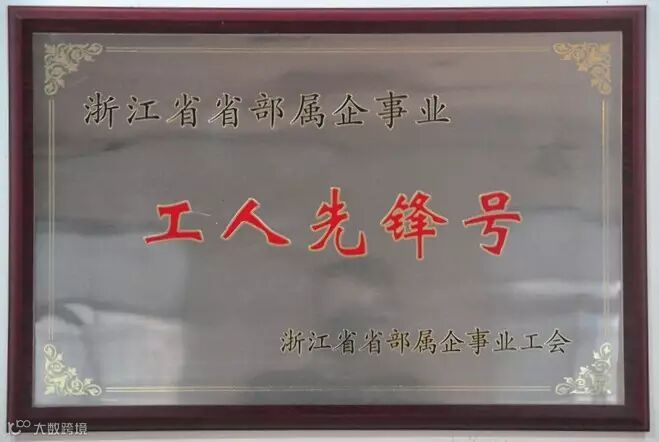 浙江省省部属企事业
工人先锋号
浙江省省部属企事业工会
大数跨境